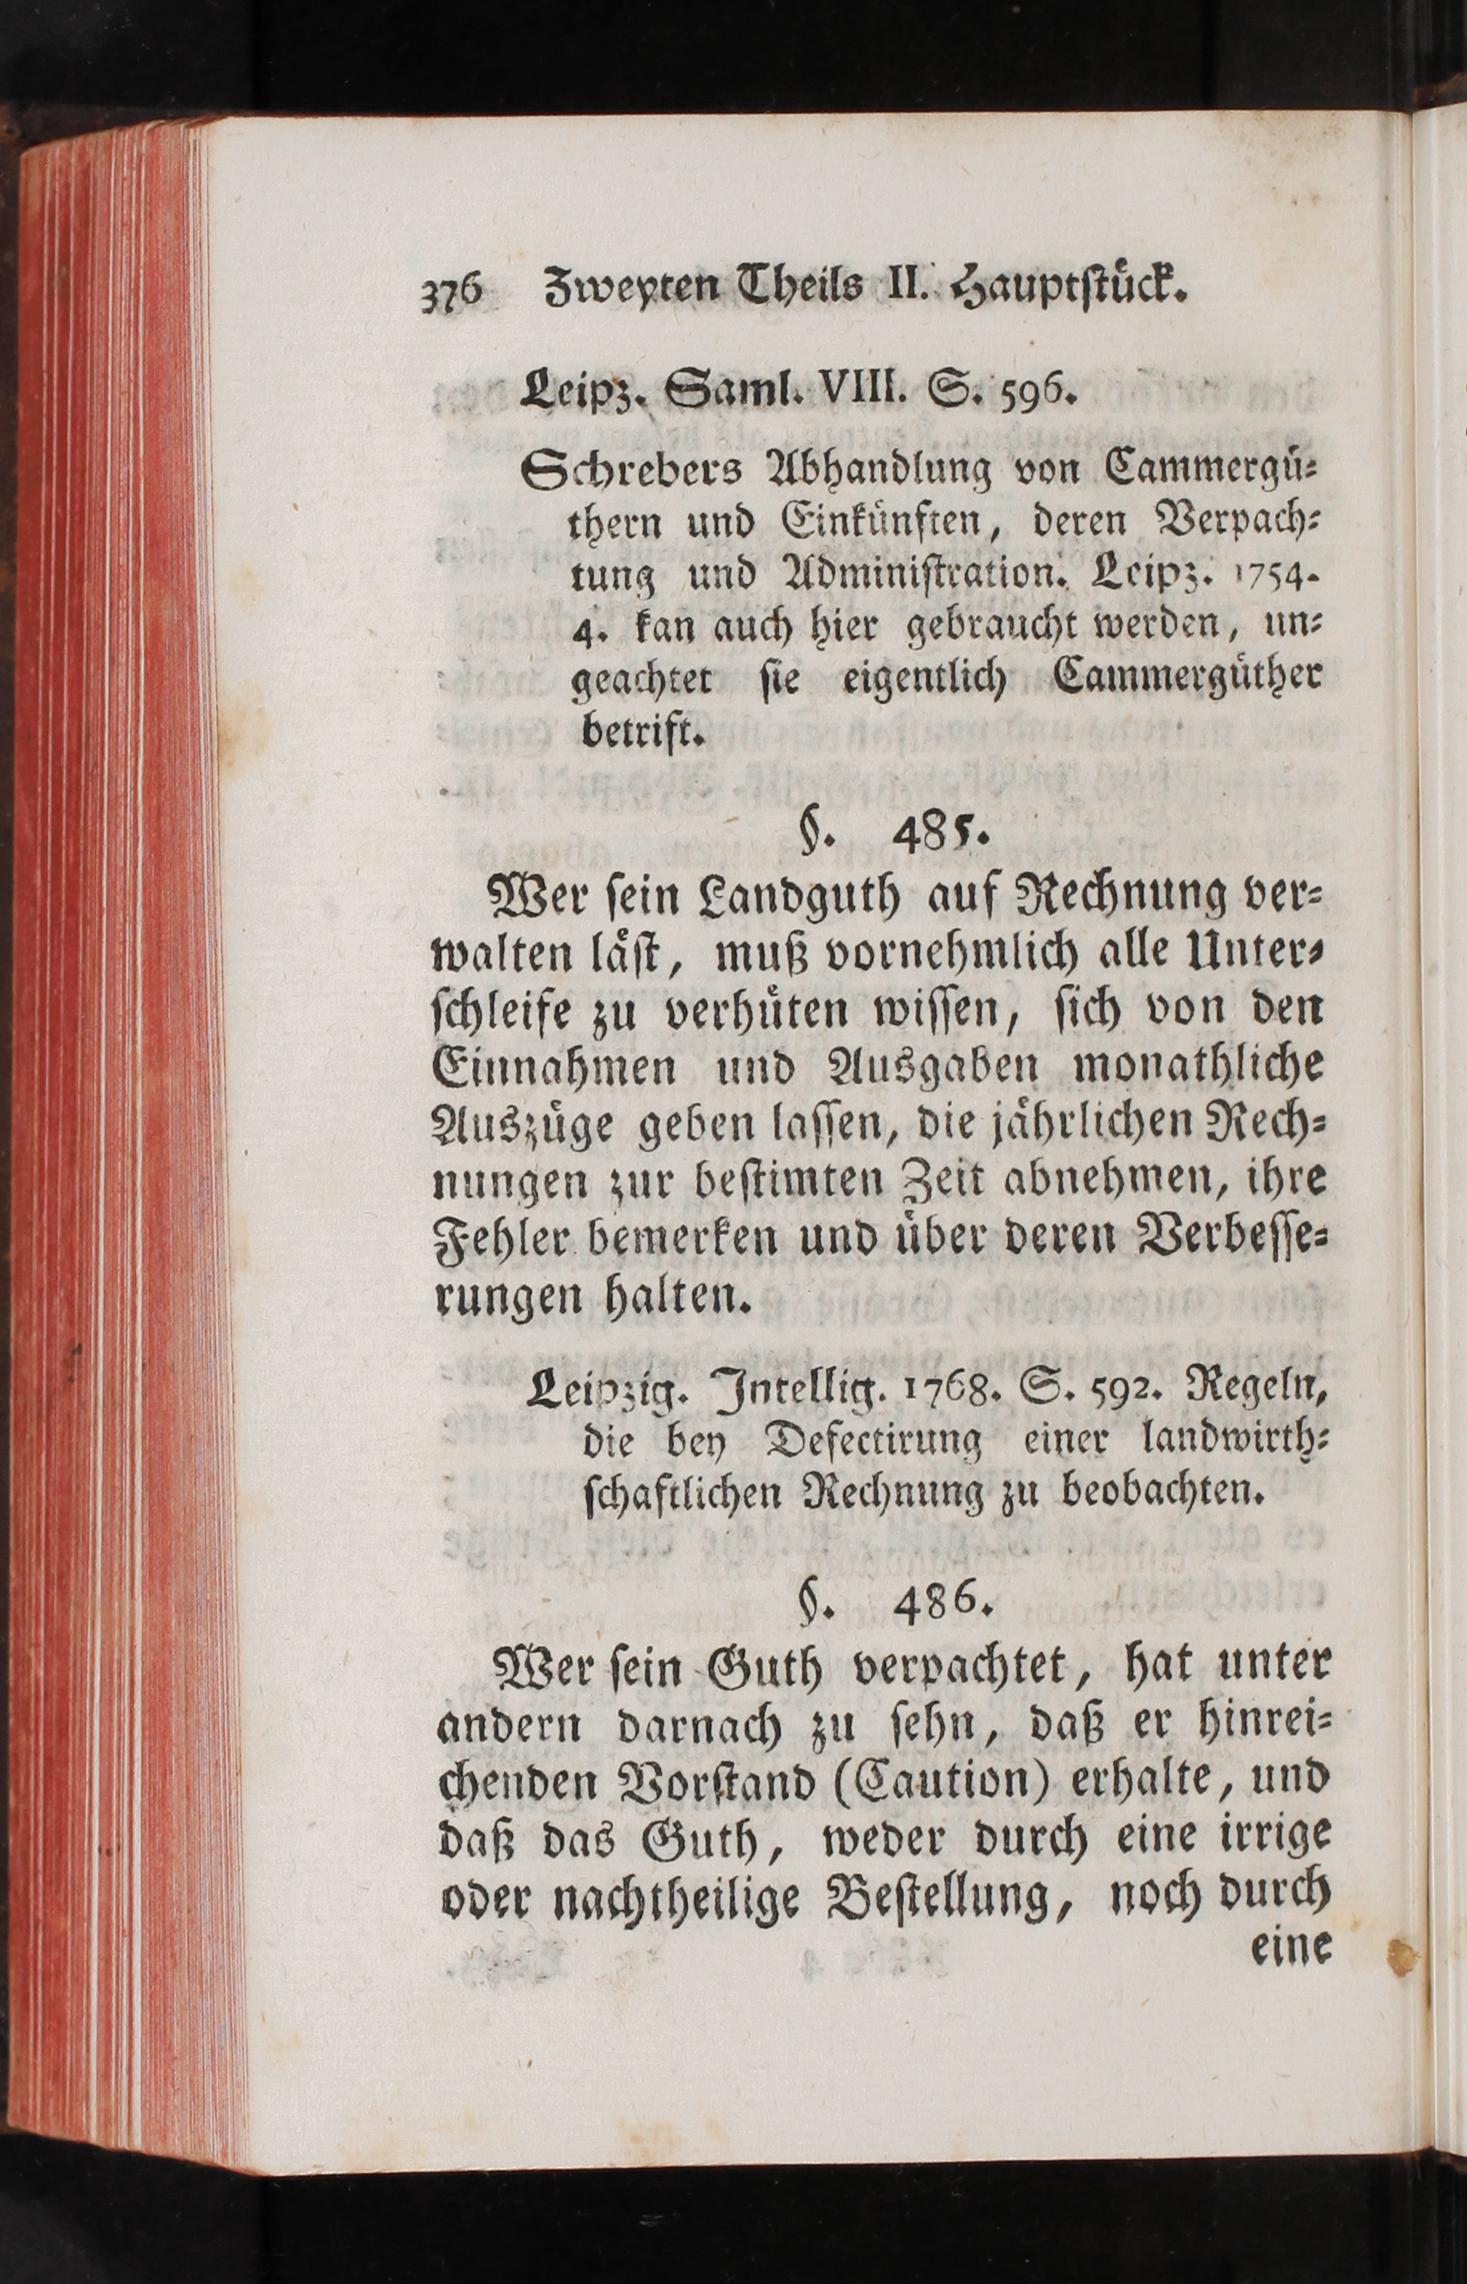 376 Zweyten Theils II. Hauptstück.
Leipz. Saml. VIII. S. 596.
Schrebers Abhandlung von Cammergü-
thern und Einkünften, deren Verpach-
tung und Administration. Leipz. 1754.
4. kan auch hier gebraucht werden, un-
geachtet sie eigentlich Cammergüther
betrift.
§. 485.
Wer sein Landguth auf Rechnung ver-
walten läst, muß vornehmlich alle Unter-
schleife zu verhüten wissen, sich von den
Einnahmen und Ausgaben monathliche
Auszüge geben lassen, die jährlichen Rech-
nungen zur bestimten Zeit abnehmen, ihre
Fehler bemerken und über deren Verbesse-
rungen halten.
Leipzig. Intellig. 1768. S. 592. Regeln,
die bey Defectirung einer landwirth-
schaftlichen Rechnung zu beobachten.
§. 486.
Wer sein Guth verpachtet, hat unter
andern darnach zu sehn, daß er hinrei-
chenden Vorstand (Caution) erhalte, und
daß das Guth, weder durch eine irrige
oder nachtheilige Bestellung, noch durch
eine